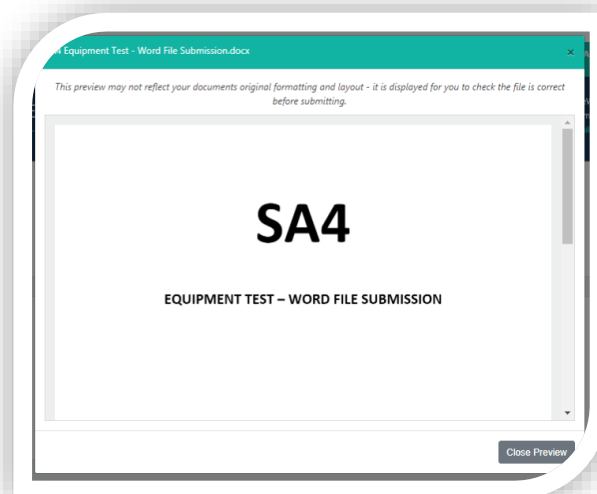 Equipment Test - Word File Submission.docx
×
This preview may not reflect your documents original formatting and layout - it is displayed for you to check the file is correct
before submitting.
SA4
EQUIPMENT TEST – WORD FILE SUBMISSION
Close Preview